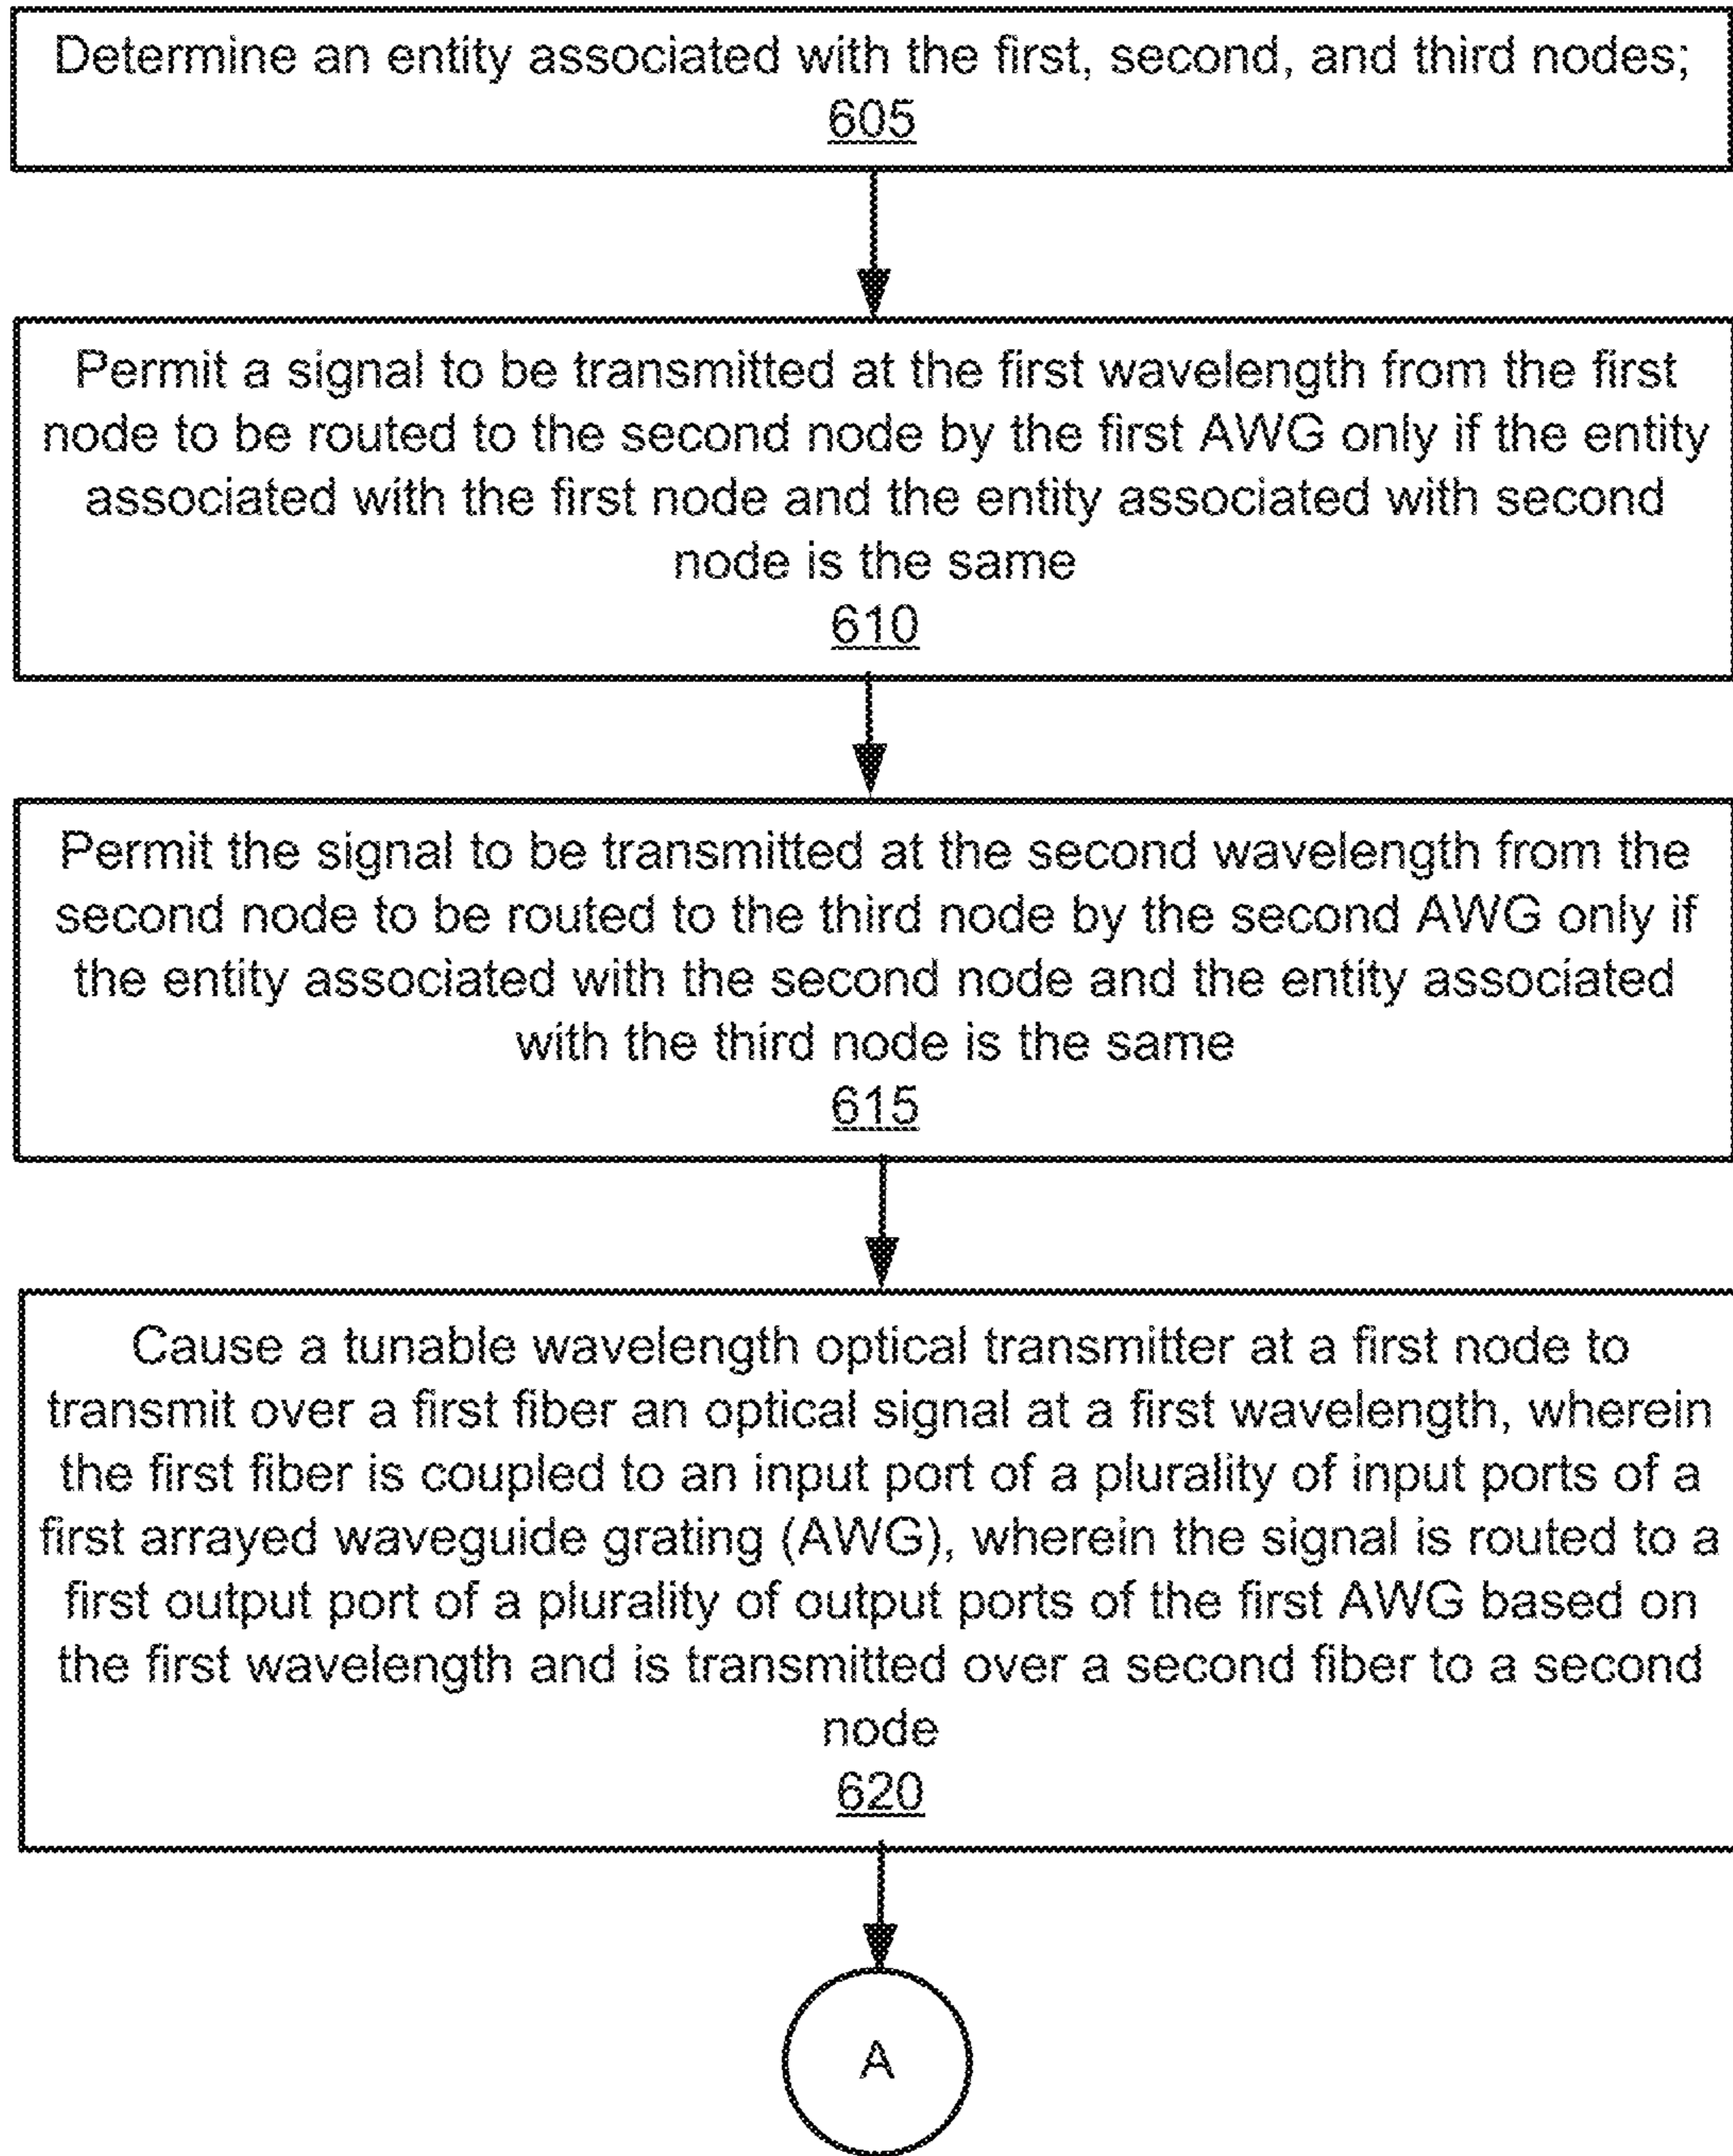 Determine an entity associated with the first, second, and third nodes;
605
Permit a signal to be transmitted at the first wavelength from the first
node to be routed to the second node by the first AWG only if the entity
associated with the first node and the entity associated with second
node is the same
610
Permit the signal to be transmitted at the second wavelength from the
second node to be routed to the third node by the second AWG only if
the entity associated with the second node and the entity associated
with the third node is the same
615
Cause a tunable wavelength optical transmitter at a first node to
transmit over a first fiber an optical signal at a first wavelength, wherein
the first fiber is coupled to an input port of a plurality of input ports of a
first arrayed waveguide grating (AWG), wherein the signal is routed to a
first output port of a plurality of output ports of the first AWG based on
the first wavelength and is transmitted over a second fiber to a second
node
620
A